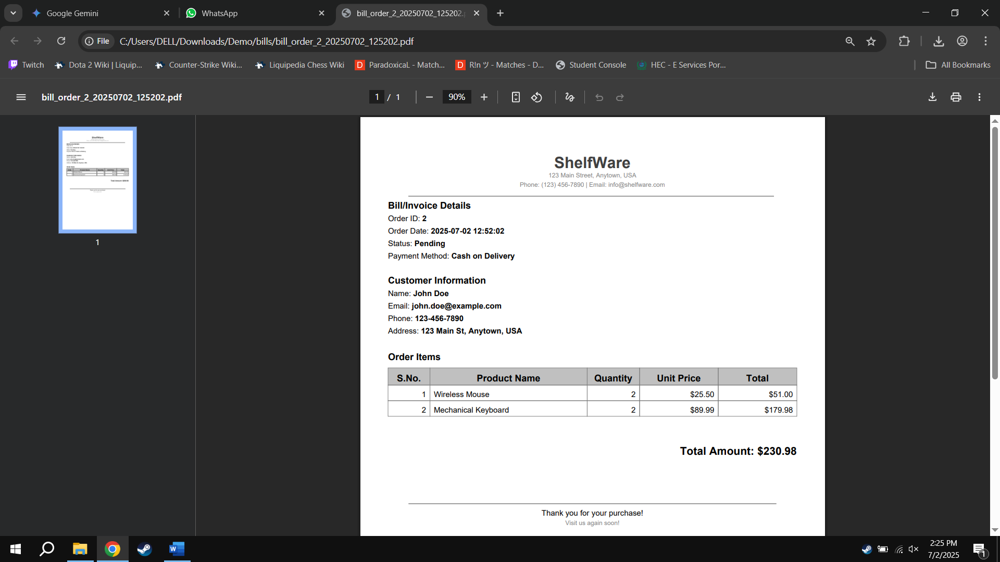 Google Gemini
WhatsApp
bill_order_2_20250702_125202.
File
C:/Users/DELL/Downloads/Demo/bills/bill_order_2_20250702_125202.pdf
Twitch
Dota 2 Wiki | Liquip...
Counter-Strike Wiki...
Liquipedia Chess Wiki
D ParadoxicaL - Match...
D R!n ツ - Matches - D...
Student Console
HEC - E Services Por...
All Bookmarks
bill_order_2_20250702_125202.pdf
1 / 1
90%
1
ShelfWare
123 Main Street, Anytown, USA
Phone: (123) 456-7890 | Email: info@shelfware.com
Bill/Invoice Details
Order ID: 2
Order Date: 2025-07-02 12:52:02
Status: Pending
Payment Method: Cash on Delivery
Customer Information
Name: John Doe
Email: john.doe@example.com
Phone: 123-456-7890
Address: 123 Main St, Anytown, USA
Order Items
S.No. Product Name Quantity Unit Price Total
1 Wireless Mouse 2 $25.50 $51.00
2 Mechanical Keyboard 2 $89.99 $179.98
Total Amount: $230.98
Thank you for your purchase!
Visit us again soon!
W
2:25 PM
7/2/2025
1